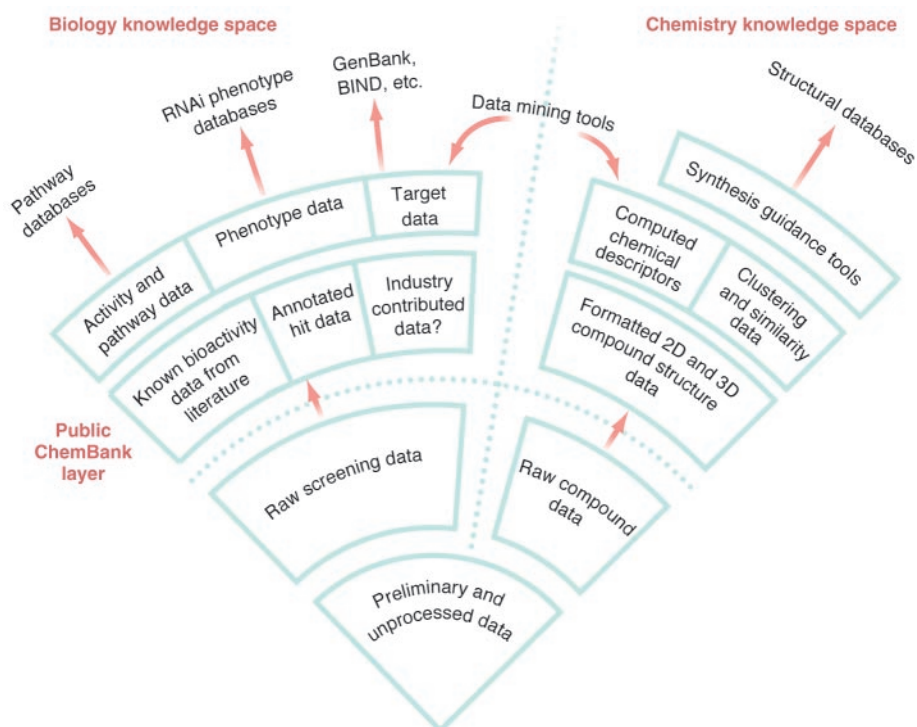 Biology knowledge space
Chemistry knowledge space
GenBank,
BIND, etc.
RNAi phenotype
databases
Pathway
databases
Data mining tools
Structural databases
Activity and
pathway data
Phenotype data
Target
data
Known bioactivity
data from
literature
Annotated
hit data
Industry
contributed
data?
Synthesis guidance tools
Computed
chemical
descriptors
Clustering
and similarity
data
Formatted 2D and 3D
compound structure
data
Public
ChemBank
layer
Raw screening data
Raw compound
data
Preliminary and
unprocessed data